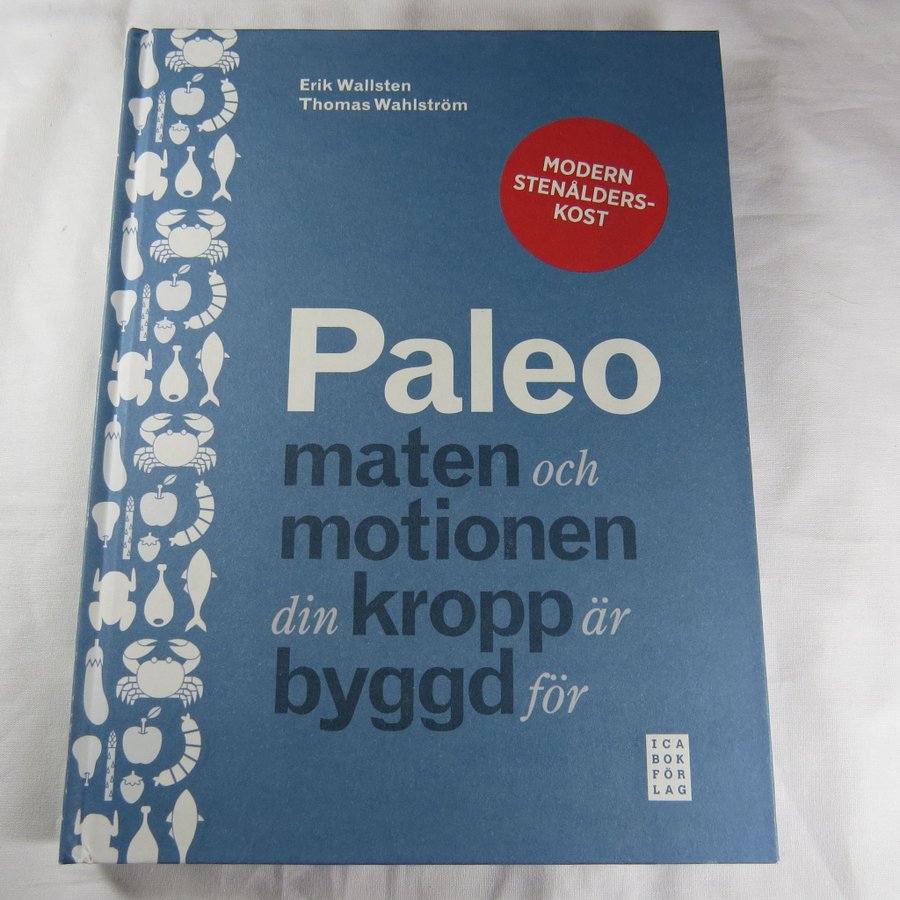 Erik Wallsten
Thomas Wahlström
MODERN
STENÅLDERS-
KOST
Paleo
maten och
motionen
din kropp är
byggd för
ICA
BOK
FÖR
LAG